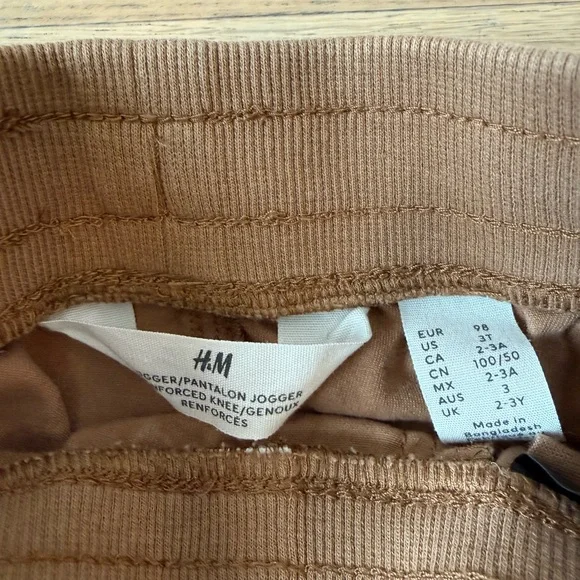 H&M
JOGGER/PANTALON JOGGER
REINFORCED KNEE/GENOUX
RENFORCÉS
EUR 98
US 3T
CA 2-3A
CN 100/50
MX 2-3A
AUS 3
UK 2-3Y
Made in
Bangladesh